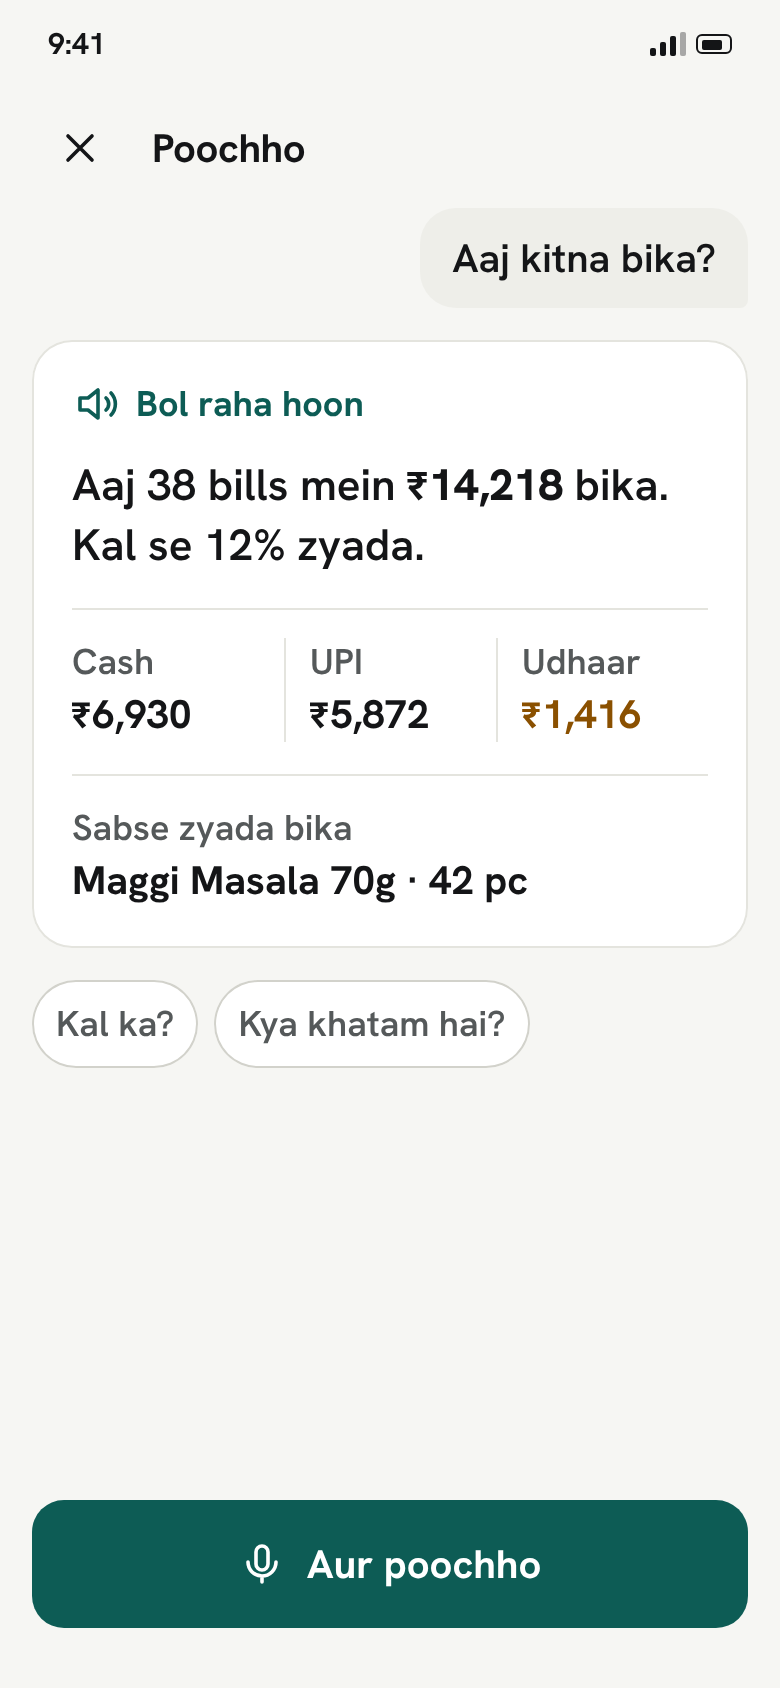 9:41
Poochho
Aaj kitna bika?
Bol raha hoon
Aaj 38 bills mein ₹14,218 bika.
Kal se 12% zyada.
Cash
₹6,930
UPI
₹5,872
Udhaar
₹1,416
Sabse zyada bika
Maggi Masala 70g · 42 pc
Kal ka?
Kya khatam hai?
Aur poochho